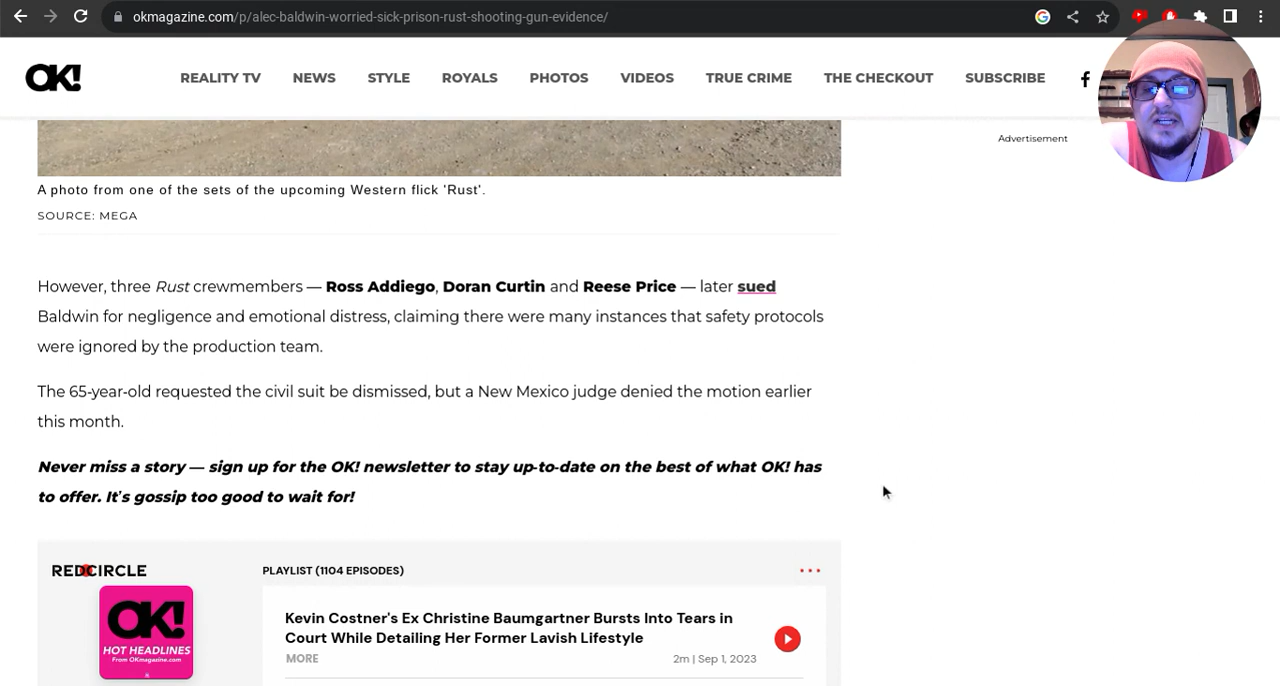 okmagazine.com/p/alec-baldwin-worried-sick-prison-rust-shooting-gun-evidence/
OK!
REALITY TV NEWS STYLE ROYALS PHOTOS VIDEOS TRUE CRIME THE CHECKOUT SUBSCRIBE
Advertisement
A photo from one of the sets of the upcoming Western flick 'Rust'.
SOURCE: MEGA
However, three Rust crewmembers — Ross Addiego, Doran Curtin and Reese Price — later sued
Baldwin for negligence and emotional distress, claiming there were many instances that safety protocols
were ignored by the production team.
The 65-year-old requested the civil suit be dismissed, but a New Mexico judge denied the motion earlier
this month.
Never miss a story — sign up for the OK! newsletter to stay up-to-date on the best of what OK! has
to offer. It's gossip too good to wait for!
REDCIRCLE
PLAYLIST (1104 EPISODES)
OK!
HOT HEADLINES
From OKmagazine.com
Kevin Costner's Ex Christine Baumgartner Bursts Into Tears in
Court While Detailing Her Former Lavish Lifestyle
MORE
2m | Sep 1, 2023